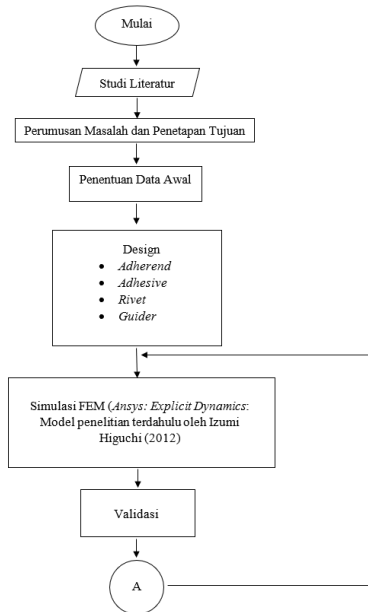 Mulai
Studi Literatur
Perumusan Masalah dan Penetapan Tujuan
Penentuan Data Awal
Design
• Adherend
• Adhesive
• Rivet
• Guider
Simulasi FEM (Ansys: Explicit Dynamics:
Model penelitian terdahulu oleh Izumi
Higuchi (2012)
Validasi
A